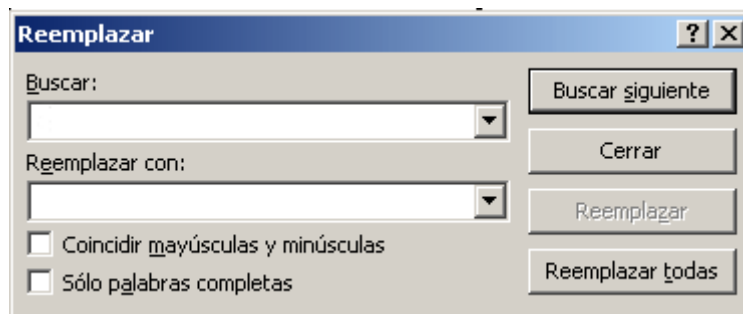 Reemplazar
Buscar:
Buscar siguiente
Cerrar
Reemplazar con:
Reemplazar
Coincidir mayúsculas y minúsculas
Sólo palabras completas
Reemplazar todas